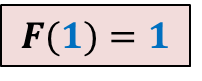 F(1) = 1